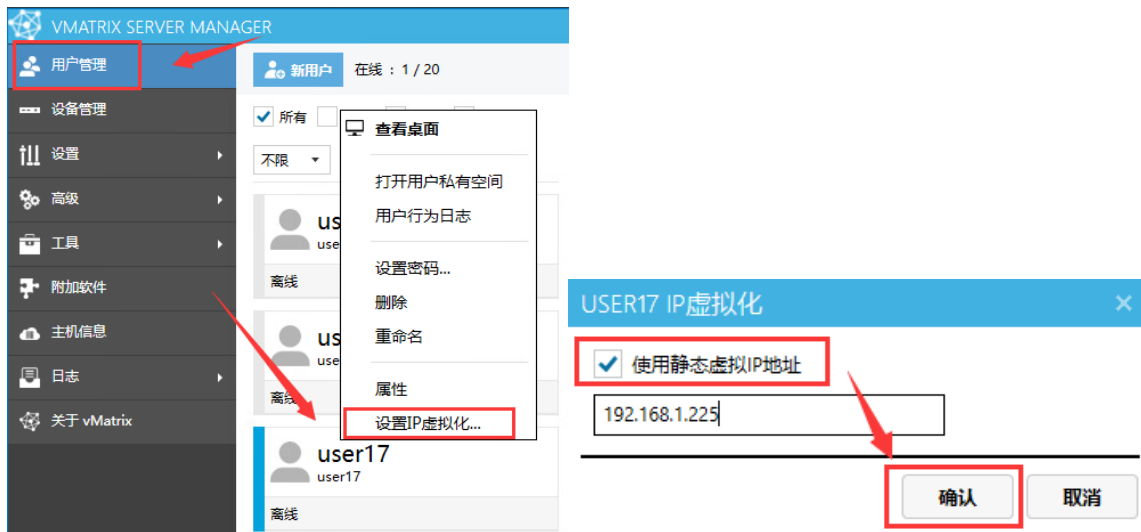 VMATRIX SERVER MANAGER
用户管理
设备管理
设置
高级
工具
附加软件
主机信息
日志
关于 vMatrix
新用户 在线 : 1 / 20
所有
不限
查看桌面
打开用户私有空间
用户行为日志
设置密码...
删除
重命名
属性
设置IP虚拟化...
us
use
离线
us
use
离线
user17
user17
离线
USER17 IP虚拟化
使用静态虚拟IP地址
192.168.1.225
确认 取消